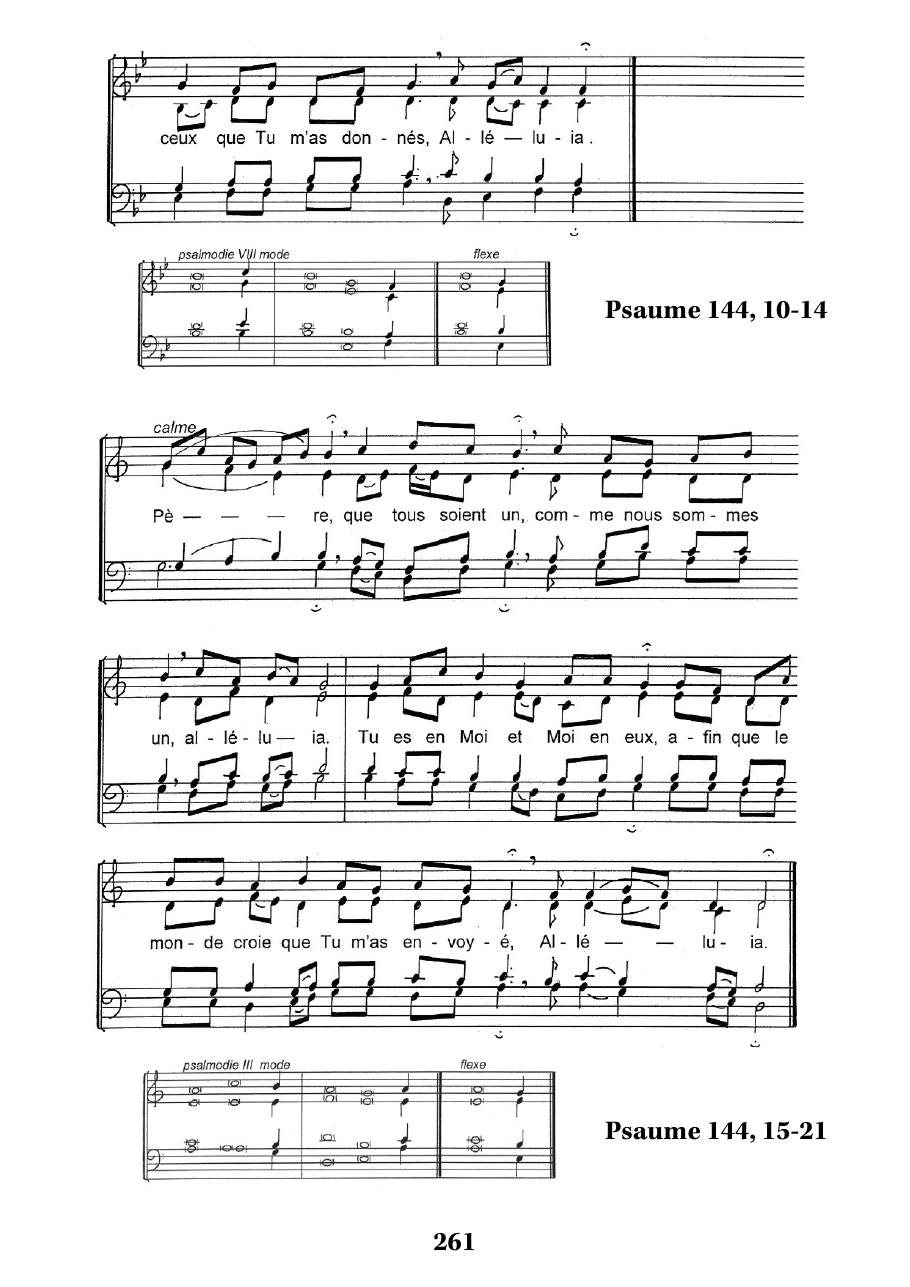 ceux que Tu m'as don - nés, Al - lé — lu - ia .
psalmodie VIII mode flexe
Psaume 144, 10-14
calme
Pè — — — re, que tous soient un, com - me nous som - mes
un, al - lé - lu — ia. Tu es en Moi et Moi en eux, a - fin que le
mon - de croie que Tu m'as en - voy - é, Al - lé — — lu - ia.
psalmodie III mode flexe
Psaume 144, 15-21
261